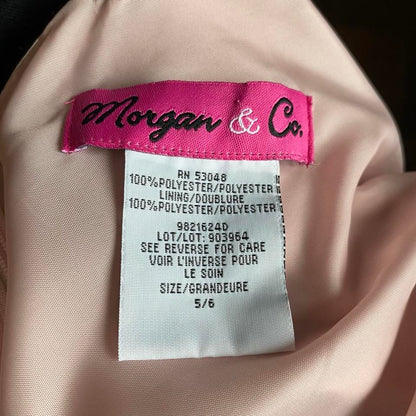 Morgan & Co.
RN 53048
100%POLYESTER/POLYESTER
LINING/DOUBLURE
100%POLYESTER/POLYESTER
9821624D
LOT/LOT: 903964
SEE REVERSE FOR CARE
VOIR L'INVERSE POUR
LE SOIN
SIZE/GRANDEURE
5/6